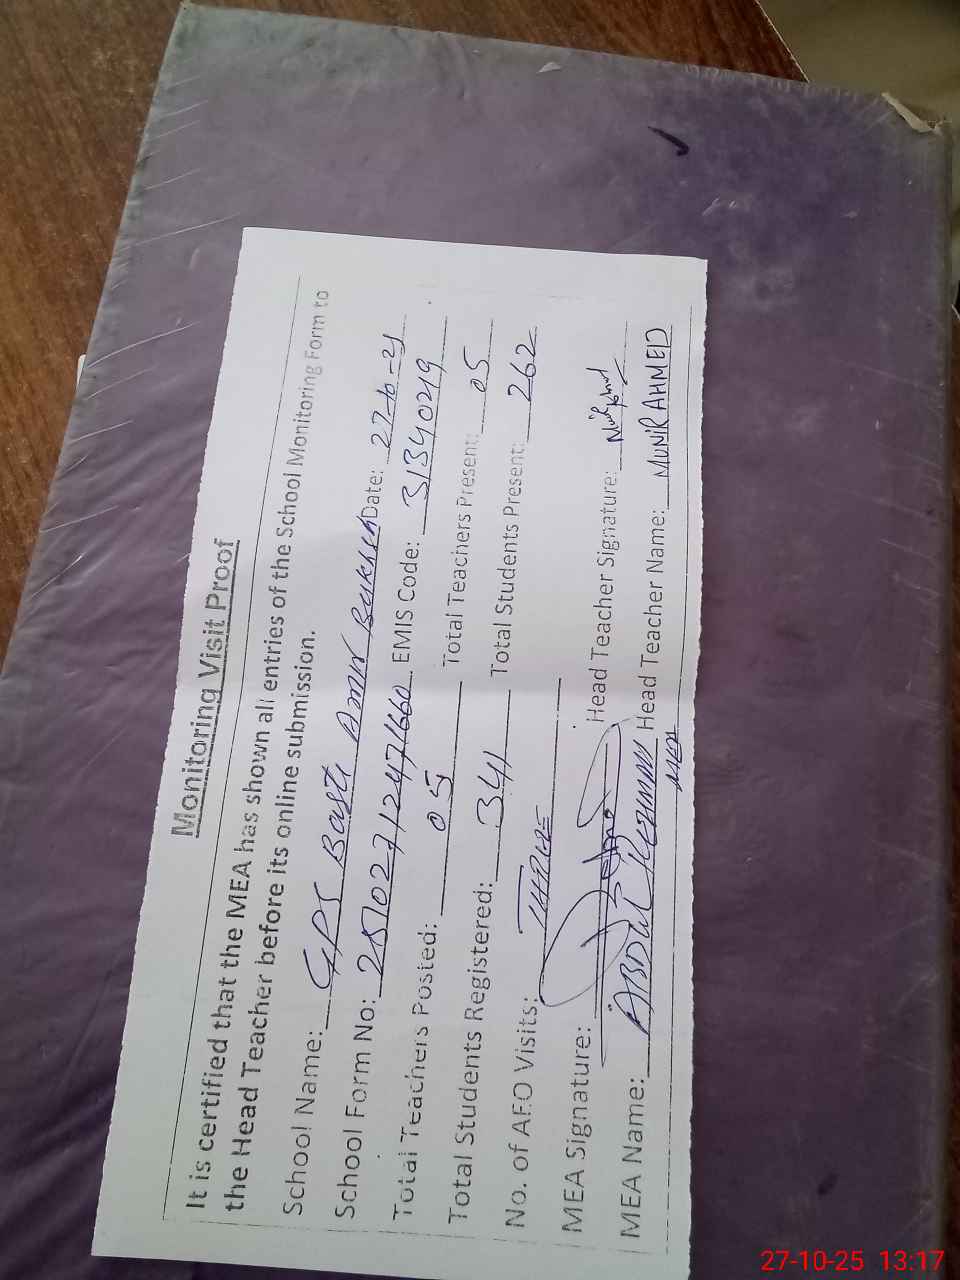 Monitoring Visit Proof
It is certified that the MEA has shown all entries of the School Monitoring Form to
the Head Teacher before its online submission.
School Name: GPS Basti Amir Bukhsh Date: 27-10-25
School Form No: EMIS Code: 31340219
Total Teachers Posted: 05 Total Teachers Present: 05
Total Students Registered: 341 Total Students Present: 262
No. of AEO Visits: THREE
MEA Signature: Head Teacher Signature:
MEA Name: ABDUL REHMAN Head Teacher Name: MUNIR AHMED
MEA
27-10-25 13:17